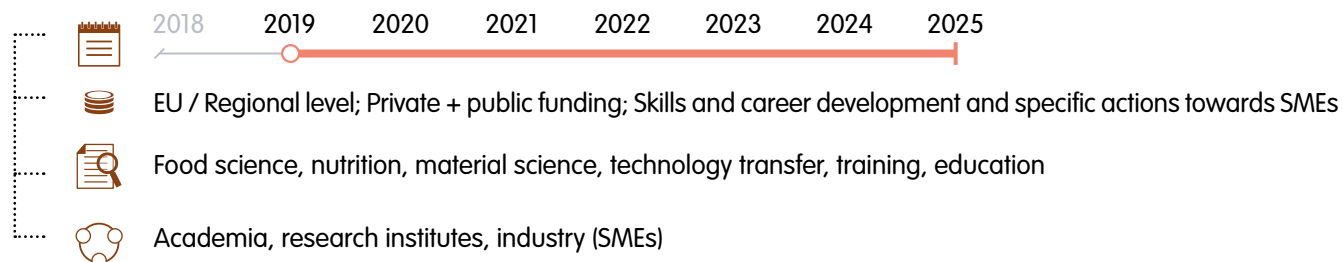 2018 2019 2020 2021 2022 2023 2024 2025
EU / Regional level; Private + public funding; Skills and career development and specific actions towards SMEs
Food science, nutrition, material science, technology transfer, training, education
Academia, research institutes, industry (SMEs)